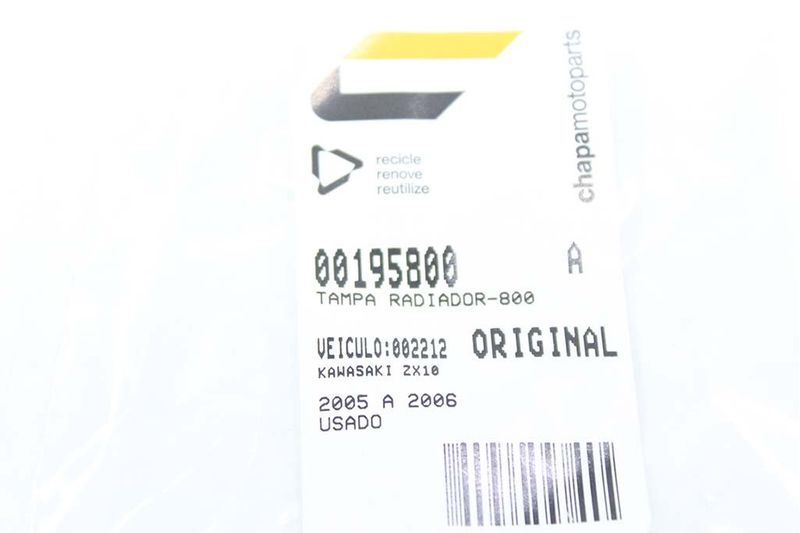 chapamotoparts
recicle
renove
reutilize
00195800 A
TAMPA RADIADOR-800
VEICULO:002212 ORIGINAL
KAWASAKI ZX10
2005 A 2006
USADO